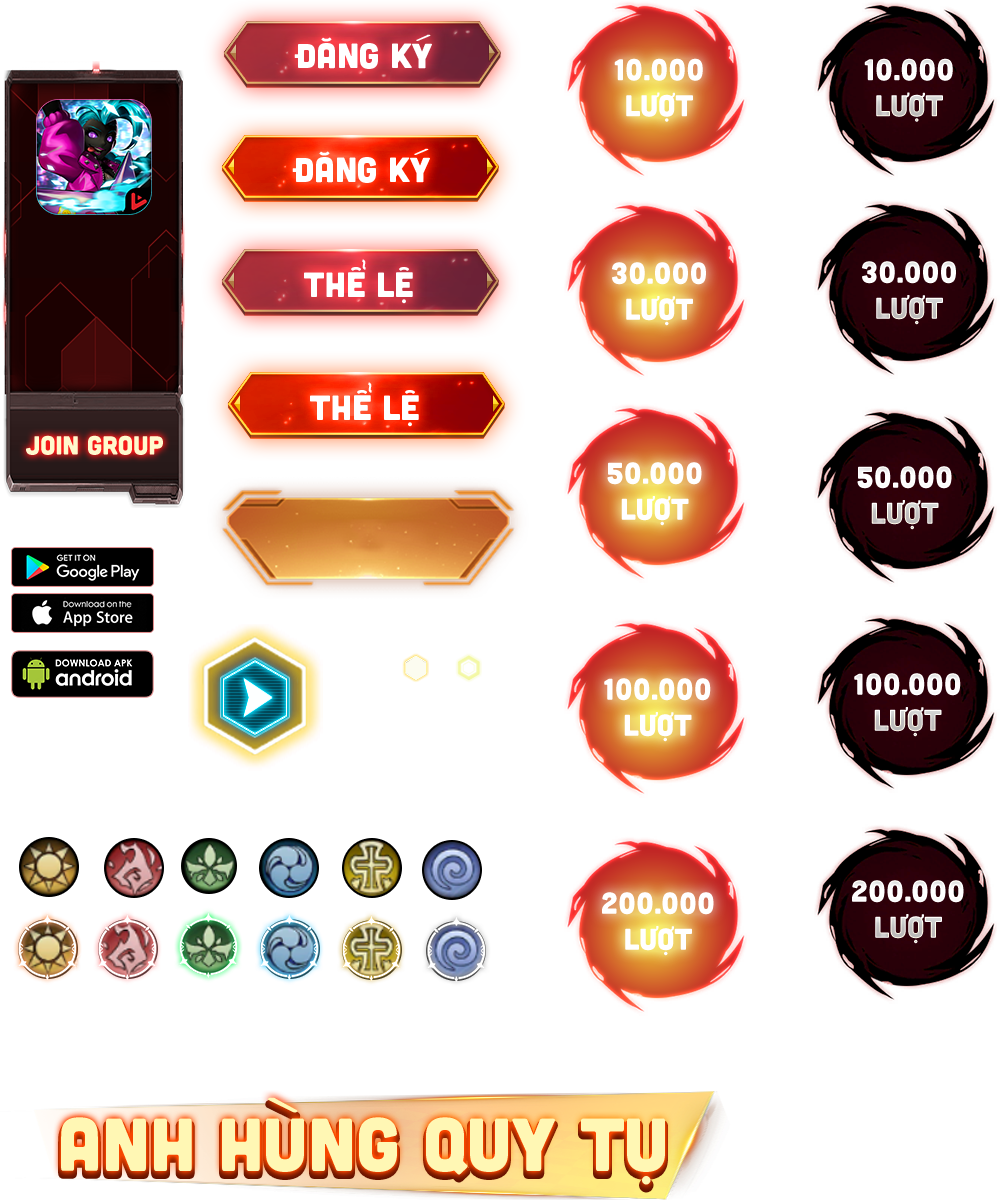 JOIN GROUP
GET IT ON
Google Play
Download on the
App Store
DOWNLOAD APK
android
ĐĂNG KÝ
ĐĂNG KÝ
THỂ LỆ
THỂ LỆ
10.000
LƯỢT
10.000
LƯỢT
30.000
LƯỢT
30.000
LƯỢT
50.000
LƯỢT
50.000
LƯỢT
100.000
LƯỢT
100.000
LƯỢT
200.000
LƯỢT
200.000
LƯỢT
ANH HÙNG QUY TỤ